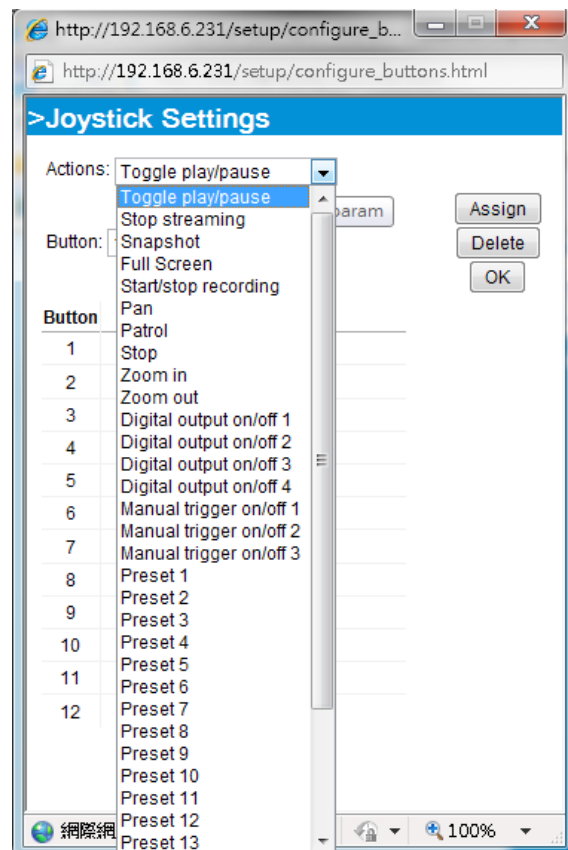 http://192.168.6.231/setup/configure_b...
http://192.168.6.231/setup/configure_buttons.html
>Joystick Settings
Actions: Toggle play/pause
Toggle play/pause
param
Assign
Stop streaming
Button:
Snapshot
Delete
Full Screen
OK
Start/stop recording
Button
Pan
Patrol
1
Stop
2
Zoom in
Zoom out
3
Digital output on/off 1
4
Digital output on/off 2
Digital output on/off 3
5
Digital output on/off 4
6
Manual trigger on/off 1
Manual trigger on/off 2
7
Manual trigger on/off 3
8
Preset 1
Preset 2
9
Preset 3
10
Preset 4
Preset 5
11
Preset 6
12
Preset 7
Preset 8
Preset 9
Preset 10
Preset 11
Preset 12
Preset 13
網際網
100%